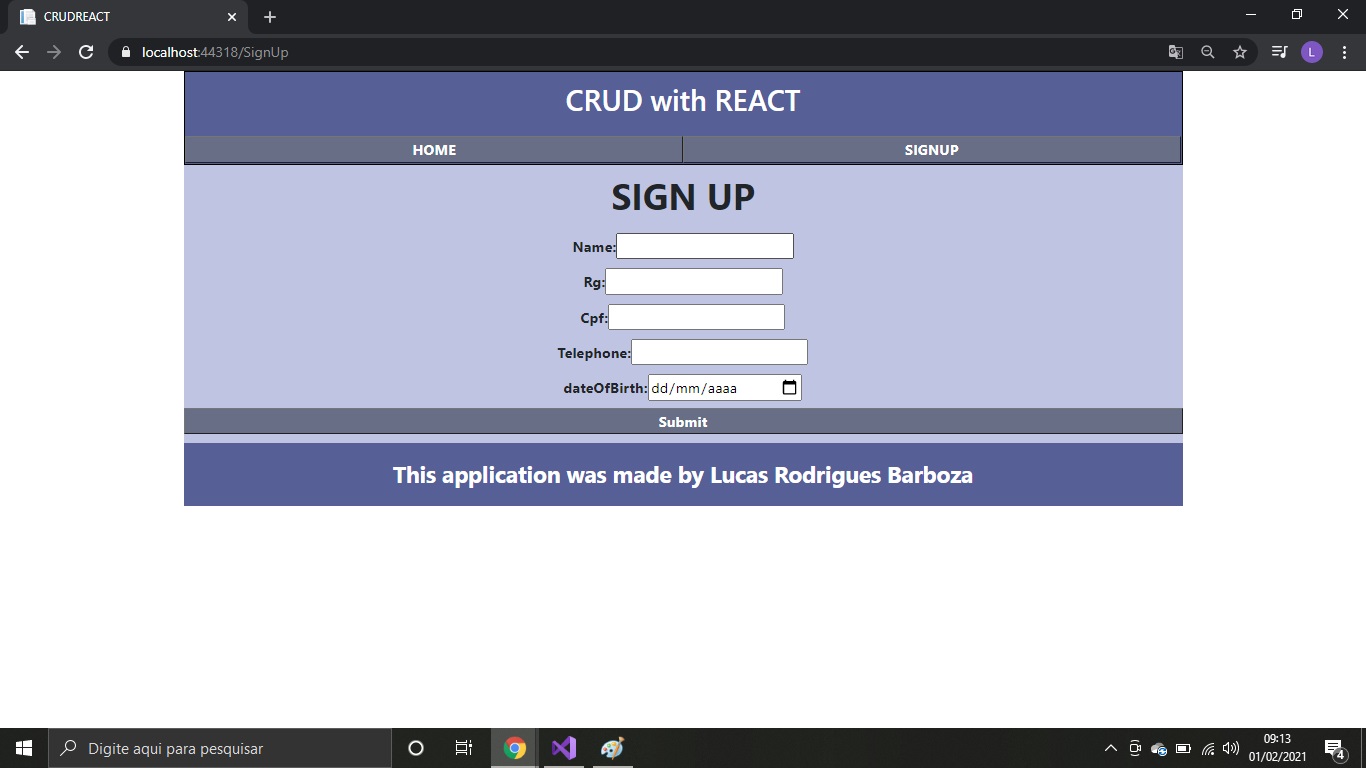 CRUDREACT
localhost:44318/SignUp
L
CRUD with REACT
HOME SIGNUP
SIGN UP
Name:
Rg:
Cpf:
Telephone:
dateOfBirth: dd/mm/aaaa
Submit
This application was made by Lucas Rodrigues Barboza
Digite aqui para pesquisar
09:13
01/02/2021
4